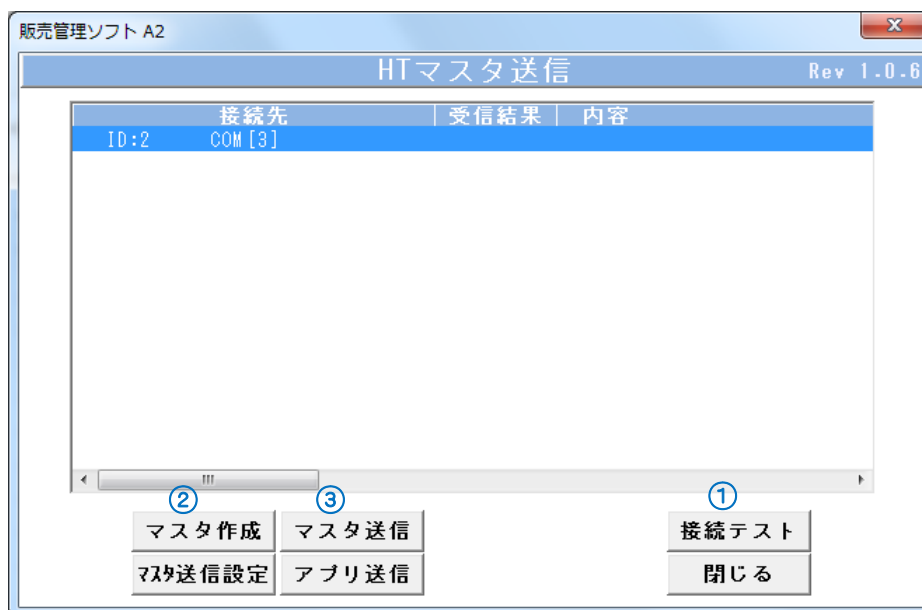 販売管理ソフト A2
HTマスタ送信 Rev 1.0.6
接続先 受信結果 内容
ID:2 COM[3]
② ③ ①
マスタ作成 マスタ送信 接続テスト
ﾏｽﾀ送信設定 アプリ送信 閉じる